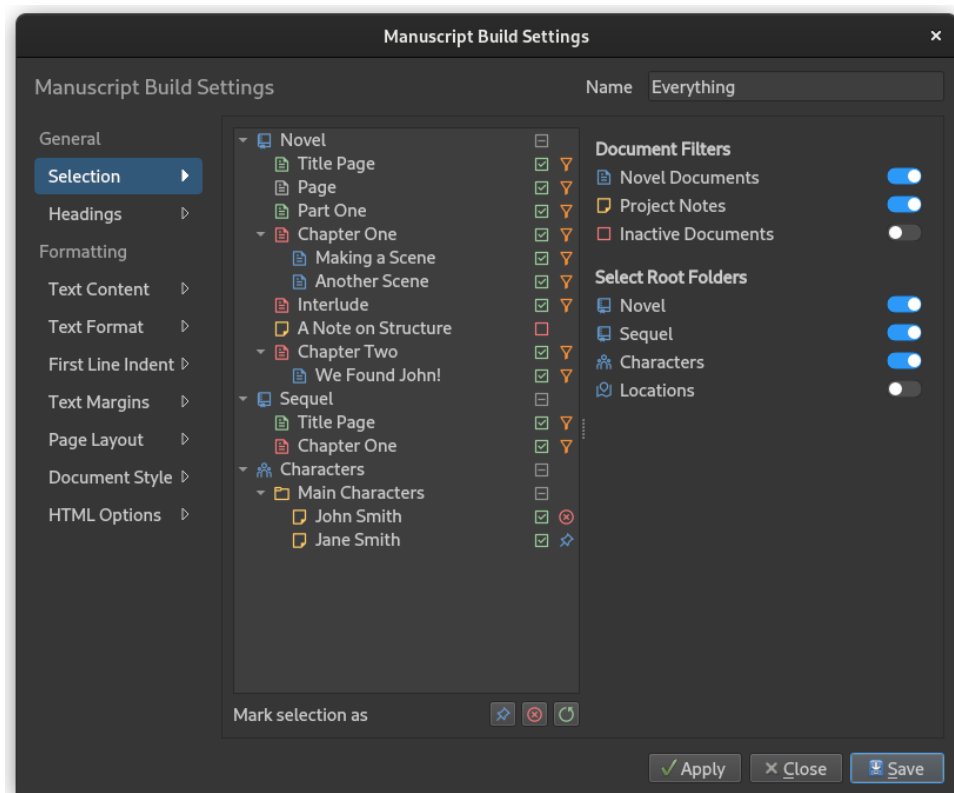 Manuscript Build Settings
Manuscript Build Settings
Name Everything
General
Selection
Headings
Formatting
Text Content
Text Format
First Line Indent
Text Margins
Page Layout
Document Style
HTML Options
Novel
Title Page
Page
Part One
Chapter One
Making a Scene
Another Scene
Interlude
A Note on Structure
Chapter Two
We Found John!
Sequel
Title Page
Chapter One
Characters
Main Characters
John Smith
Jane Smith
Mark selection as
Document Filters
Novel Documents
Project Notes
Inactive Documents
Select Root Folders
Novel
Sequel
Characters
Locations
Apply
Close
Save